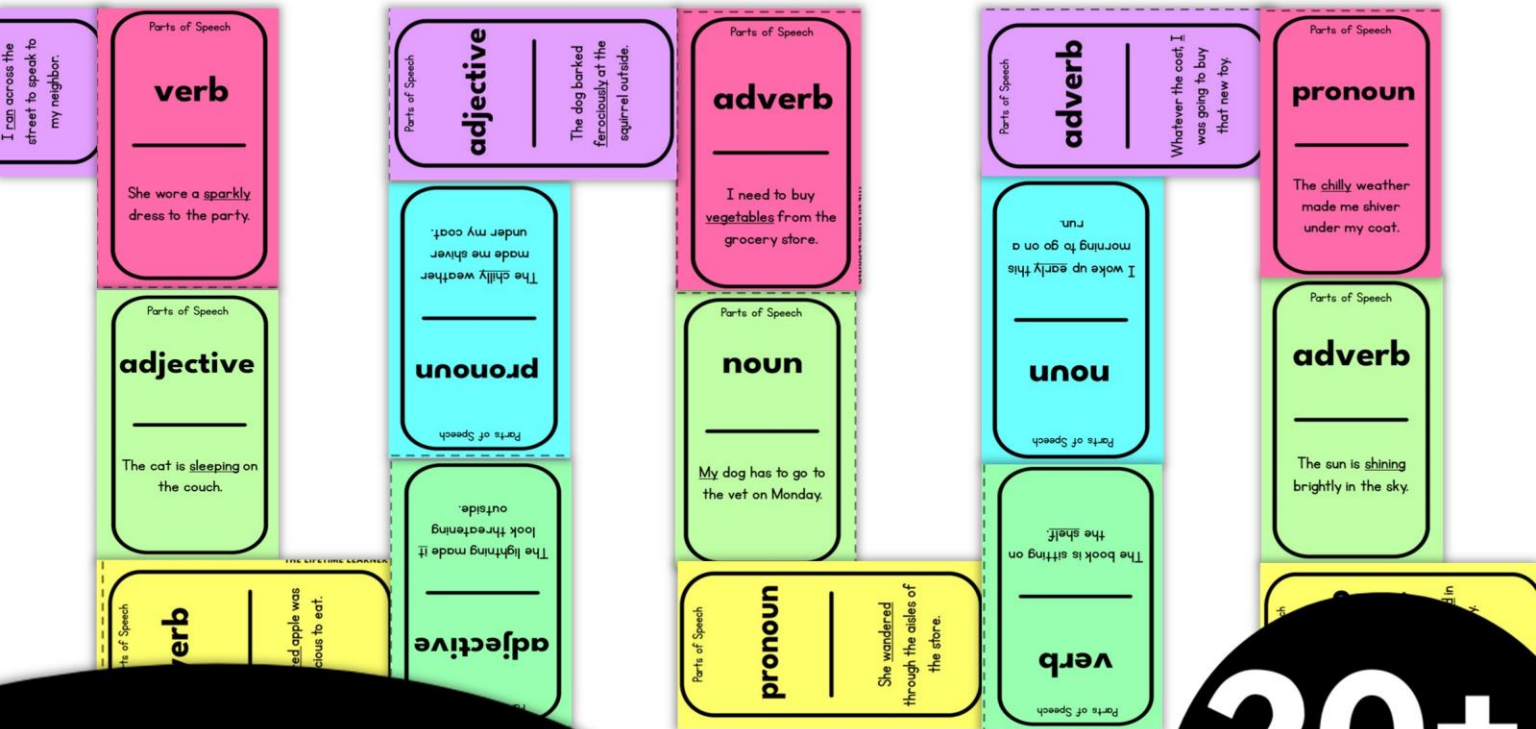 I ran across the
street to speak to
my neighbor.
Parts of Speech
verb
She wore a sparkly
dress to the party.
Parts of Speech
adjective
The cat is sleeping on
the couch.
Parts of Speech
adjective
The dog barked
ferociously at the
squirrel outside.
Parts of Speech
pronoun
The chilly weather
made me shiver
under my coat.
adjective
The lightning made it
look threatening
outside.
THE LIFETIME LEARNER
Parts of Speech
adverb
I need to buy
vegetables from the
grocery store.
Parts of Speech
noun
My dog has to go to
the vet on Monday.
Parts of Speech
pronoun
She wandered
through the aisles of
the store.
Parts of Speech
adverb
Whatever the cost, I
was going to buy
that new toy.
Parts of Speech
noun
I woke up early this
morning to go on a
run.
Parts of Speech
verb
The book is sitting on
the shelf.
Parts of Speech
pronoun
The chilly weather
made me shiver
under my coat.
Parts of Speech
adverb
The sun is shining
brightly in the sky.
of Speech
apple was
to eat.
20+